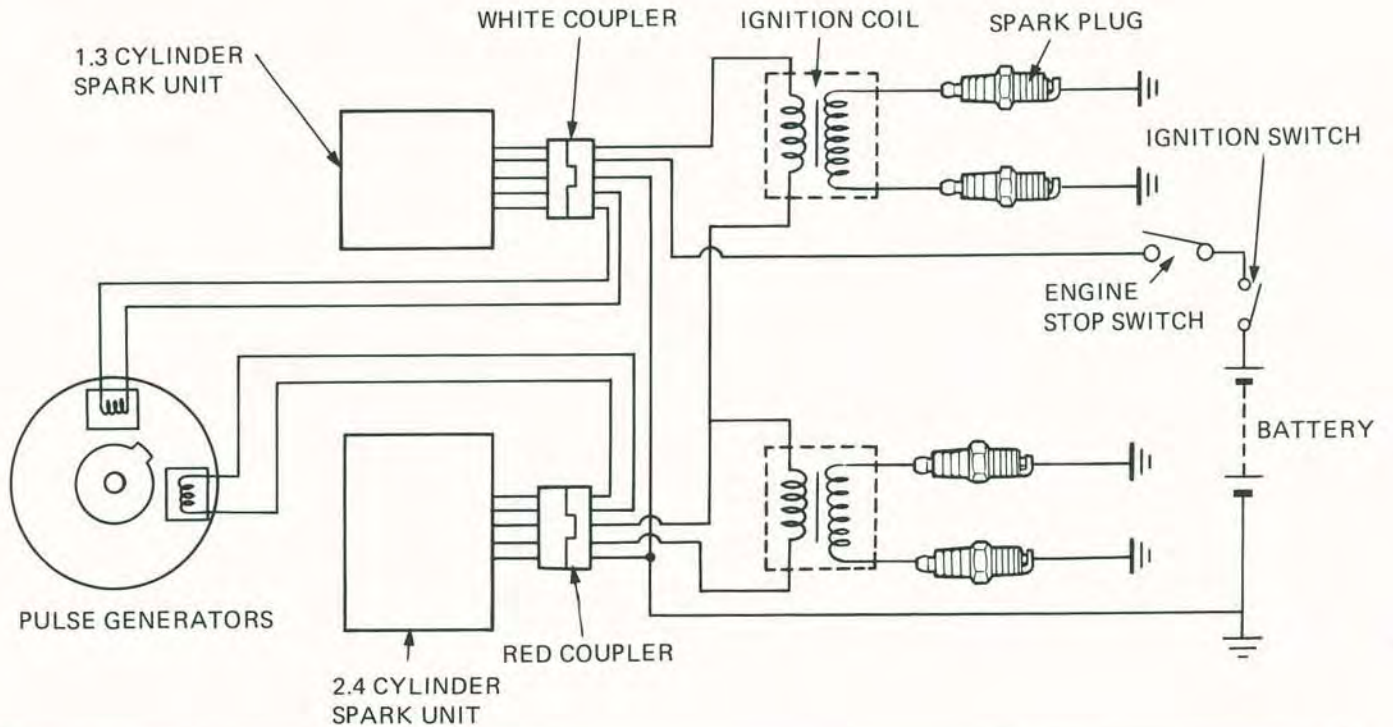 WHITE COUPLER
IGNITION COIL
SPARK PLUG
1.3 CYLINDER
SPARK UNIT
IGNITION SWITCH
ENGINE
STOP SWITCH
BATTERY
PULSE GENERATORS
RED COUPLER
2.4 CYLINDER
SPARK UNIT